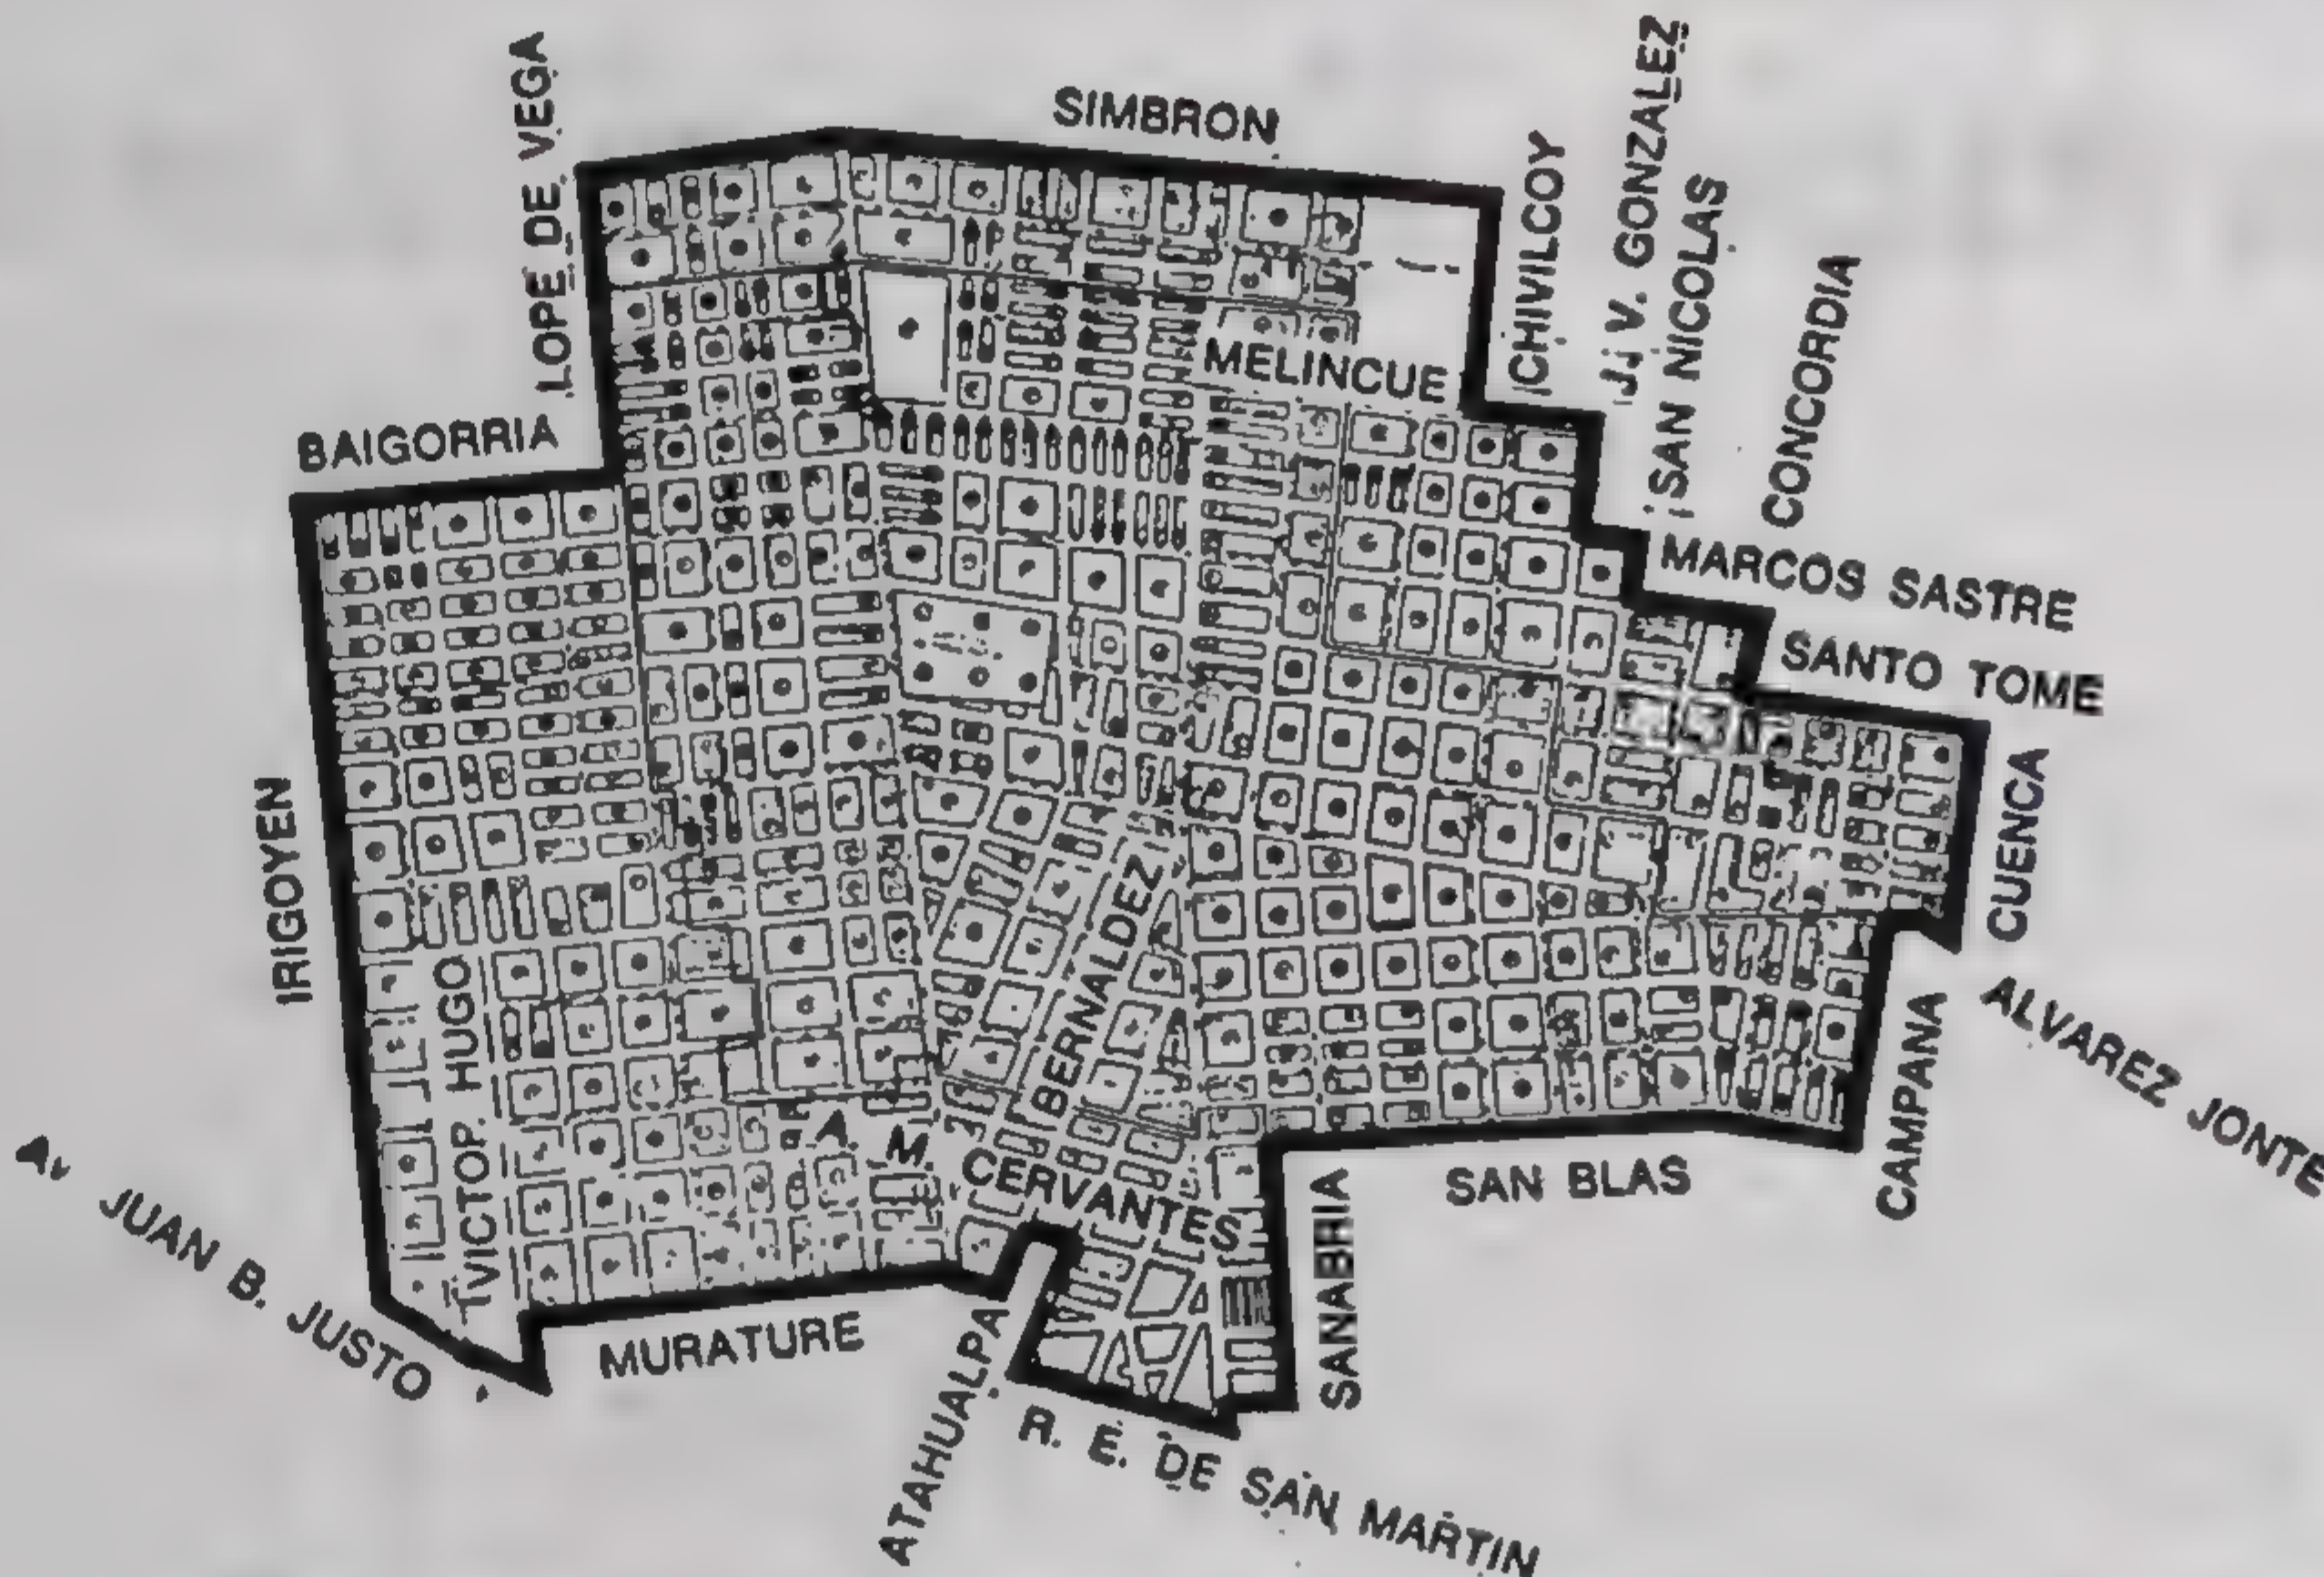 LOPE DE VEGA
SIMBRON
CHIVILCOY
J. V. GONZALEZ
SAN NICOLAS
CONCORDIA
MELINCUE
BAIGORRIA
MARCOS SASTRE
SANTO TOME
CUENCA
IRIGOYEN
BERNALDEZ
VICTOR HUGO
ALVAREZ JONTE
CAMPANA
A. M. CERVANTES
SAN BLAS
Av JUAN B. JUSTO
MURATURE
SANABRIA
ATAHUALPA
R. E. DE SAN MARTIN